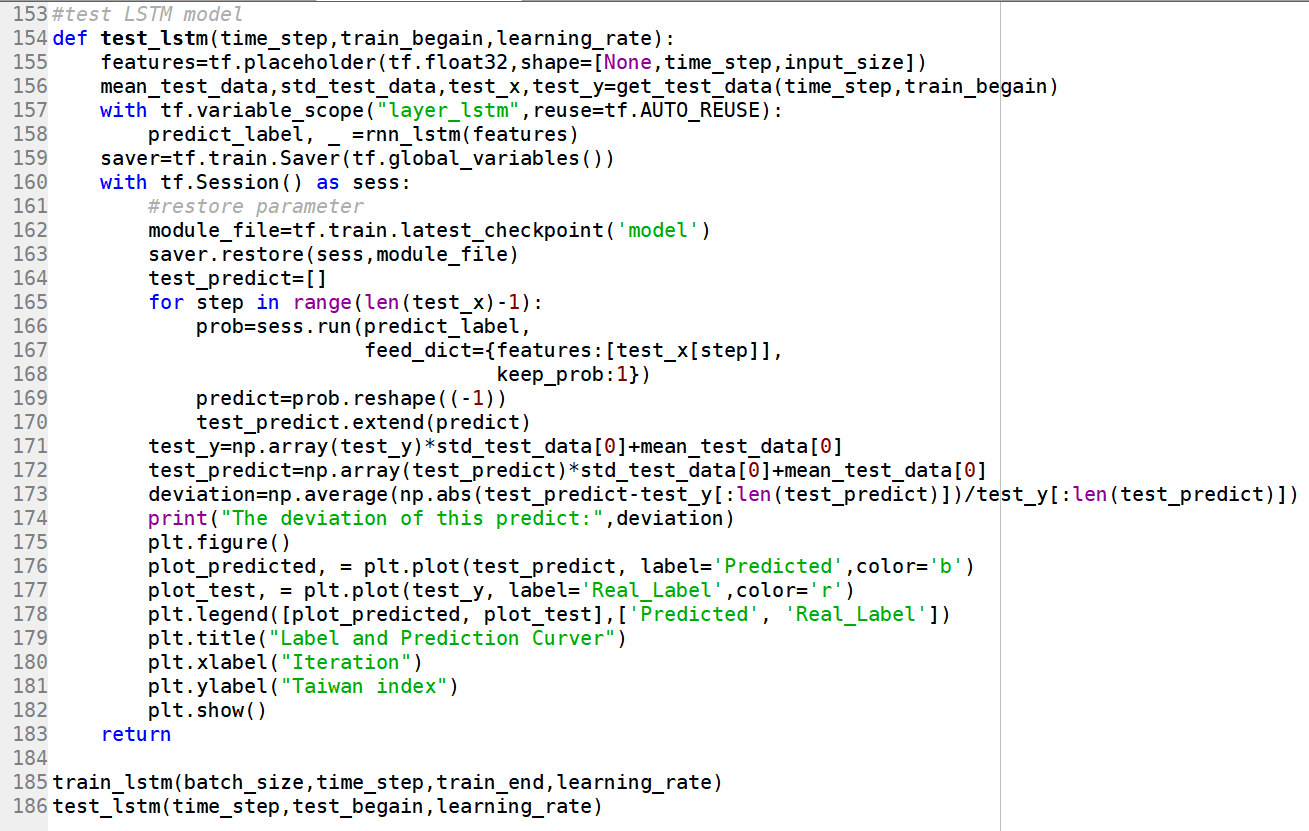 153 #test LSTM model
154 def test_lstm(time_step,train_begain,learning_rate):
155     features=tf.placeholder(tf.float32,shape=[None,time_step,input_size])
156     mean_test_data,std_test_data,test_x,test_y=get_test_data(time_step,train_begain)
157     with tf.variable_scope("layer_lstm",reuse=tf.AUTO_REUSE):
158         predict_label, _ =rnn_lstm(features)
159     saver=tf.train.Saver(tf.global_variables())
160     with tf.Session() as sess:
161         #restore parameter
162         module_file=tf.train.latest_checkpoint('model')
163         saver.restore(sess,module_file)
164         test_predict=[]
165         for step in range(len(test_x)-1):
166             prob=sess.run(predict_label,
167                           feed_dict={features:[test_x[step]],
168                                      keep_prob:1})
169             predict=prob.reshape((-1))
170             test_predict.extend(predict)
171         test_y=np.array(test_y)*std_test_data[0]+mean_test_data[0]
172         test_predict=np.array(test_predict)*std_test_data[0]+mean_test_data[0]
173         deviation=np.average(np.abs(test_predict-test_y[:len(test_predict)])/test_y[:len(test_predict)])
174         print("The deviation of this predict:",deviation)
175         plt.figure()
176         plot_predicted, = plt.plot(test_predict, label='Predicted',color='b')
177         plot_test, = plt.plot(test_y, label='Real_Label',color='r')
178         plt.legend([plot_predicted, plot_test],['Predicted', 'Real_Label'])
179         plt.title("Label and Prediction Curver")
180         plt.xlabel("Iteration")
181         plt.ylabel("Taiwan index")
182         plt.show()
183     return
184
185 train_lstm(batch_size,time_step,train_end,learning_rate)
186 test_lstm(time_step,test_begain,learning_rate)